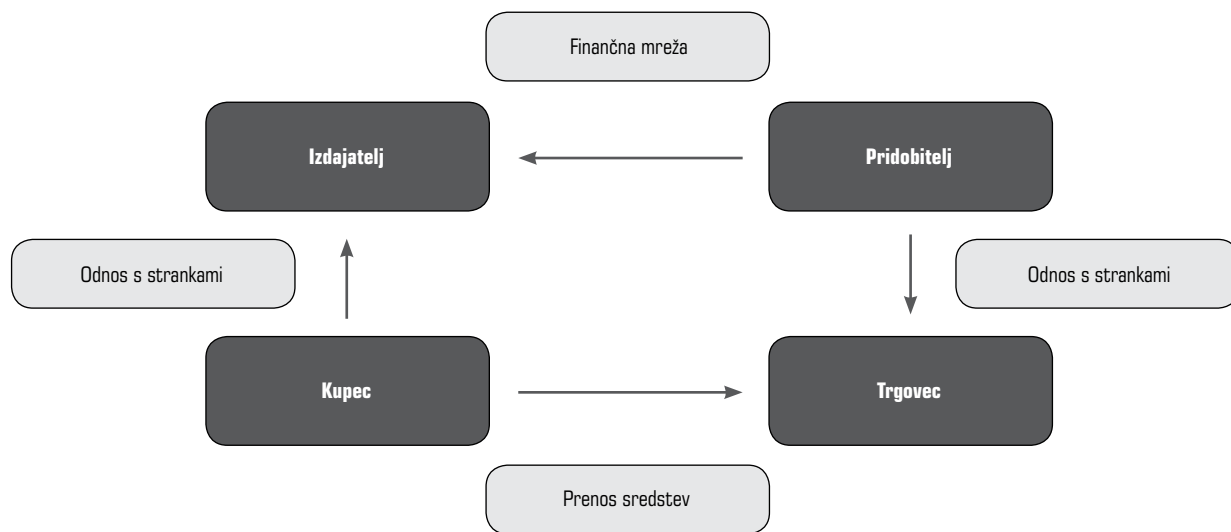 Finančna mreža
Izdajatelj
Pridobitelj
Odnos s strankami
Odnos s strankami
Kupec
Trgovec
Prenos sredstev